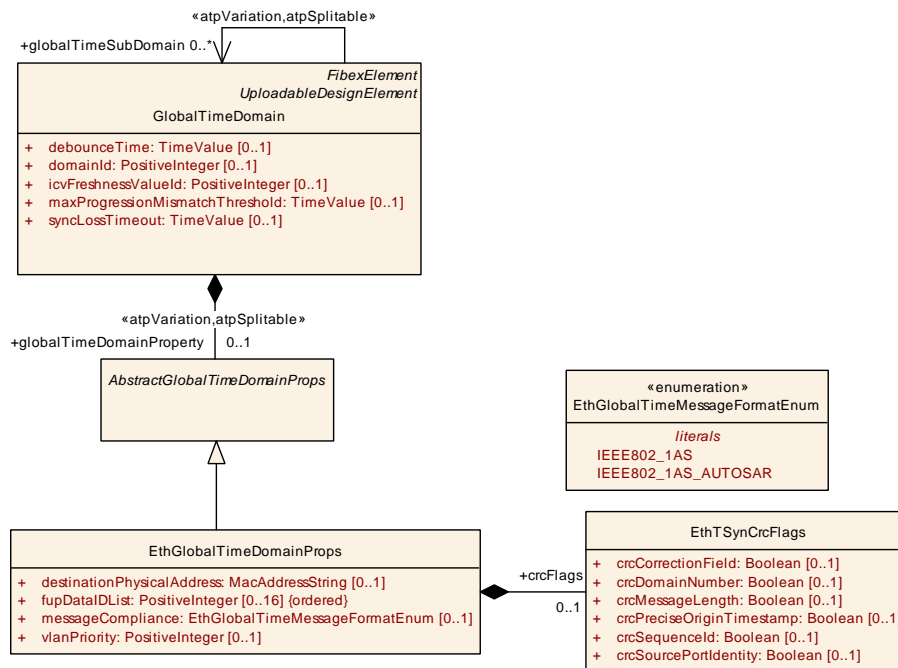 «atpVariation,atpSplitable»
+globalTimeSubDomain 0..*
FibexElement
UploadableDesignElement
GlobalTimeDomain
+ debounceTime: TimeValue [0..1]
+ domainId: PositiveInteger [0..1]
+ icvFreshnessValueId: PositiveInteger [0..1]
+ maxProgressionMismatchThreshold: TimeValue [0..1]
+ syncLossTimeout: TimeValue [0..1]
«atpVariation,atpSplitable»
+globalTimeDomainProperty 0..1
AbstractGlobalTimeDomainProps
«enumeration»
EthGlobalTimeMessageFormatEnum
literals
IEEE802_1AS
IEEE802_1AS_AUTOSAR
EthGlobalTimeDomainProps
+ destinationPhysicalAddress: MacAddressString [0..1]
+ fupDataIDList: PositiveInteger [0..16] {ordered}
+ messageCompliance: EthGlobalTimeMessageFormatEnum [0..1]
+ vlanPriority: PositiveInteger [0..1]
+crcFlags
0..1
EthTSynCrcFlags
+ crcCorrectionField: Boolean [0..1]
+ crcDomainNumber: Boolean [0..1]
+ crcMessageLength: Boolean [0..1]
+ crcPreciseOriginTimestamp: Boolean [0..1]
+ crcSequenceId: Boolean [0..1]
+ crcSourcePortIdentity: Boolean [0..1]